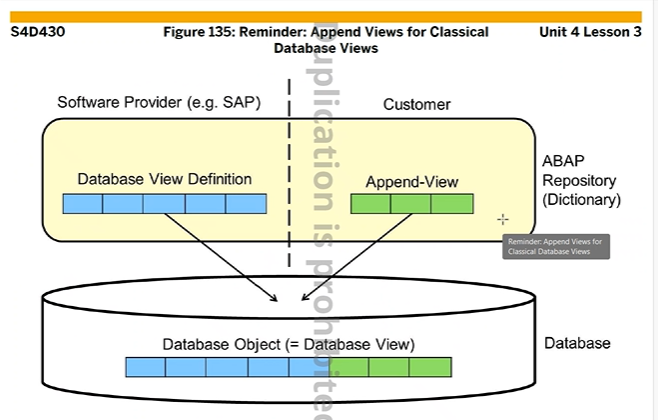 S4D430
Figure 135: Reminder: Append Views for Classical
Database Views
Unit 4 Lesson 3
Software Provider (e.g. SAP)
Customer
Database View Definition
Append-View
ABAP
Repository
(Dictionary)
Reminder: Append Views for
Classical Database Views
Database Object (= Database View)
Database
Duplication is prohibited